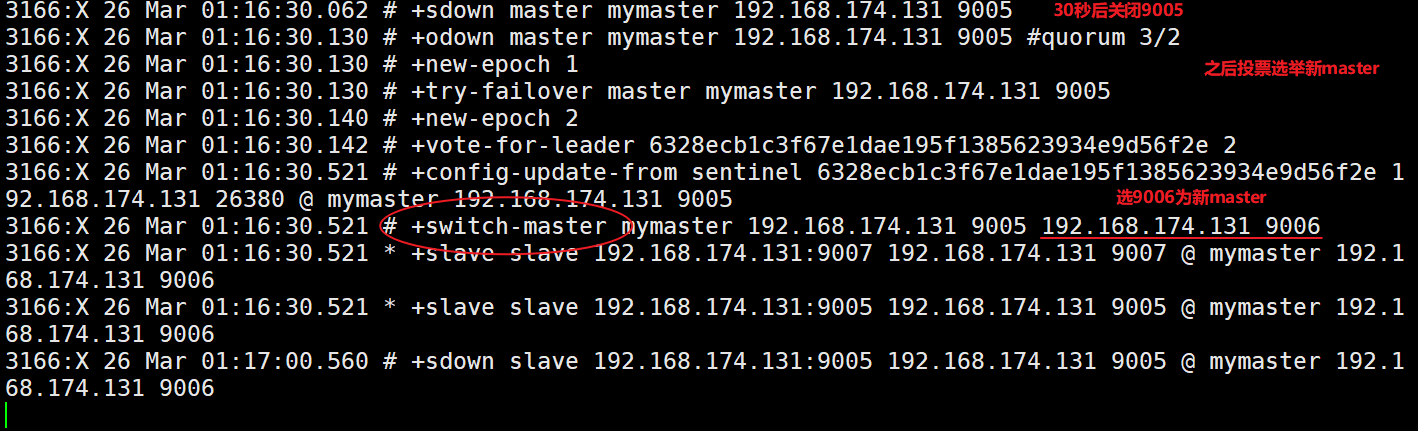 3166:X 26 Mar 01:16:30.062 # +sdown master mymaster 192.168.174.131 9005 30秒后关闭9005
3166:X 26 Mar 01:16:30.130 # +odown master mymaster 192.168.174.131 9005 #quorum 3/2
3166:X 26 Mar 01:16:30.130 # +new-epoch 1 之后投票选举新master
3166:X 26 Mar 01:16:30.130 # +try-failover master mymaster 192.168.174.131 9005
3166:X 26 Mar 01:16:30.140 # +new-epoch 2
3166:X 26 Mar 01:16:30.142 # +vote-for-leader 6328ecb1c3f67e1dae195f1385623934e9d56f2e 2
3166:X 26 Mar 01:16:30.521 # +config-update-from sentinel 6328ecb1c3f67e1dae195f1385623934e9d56f2e 1
92.168.174.131 26380 @ mymaster 192.168.174.131 9005 选9006为新master
3166:X 26 Mar 01:16:30.521 # +switch-master mymaster 192.168.174.131 9005 192.168.174.131 9006
3166:X 26 Mar 01:16:30.521 * +slave slave 192.168.174.131:9007 192.168.174.131 9007 @ mymaster 192.1
68.174.131 9006
3166:X 26 Mar 01:16:30.521 * +slave slave 192.168.174.131:9005 192.168.174.131 9005 @ mymaster 192.1
68.174.131 9006
3166:X 26 Mar 01:17:00.560 # +sdown slave 192.168.174.131:9005 192.168.174.131 9005 @ mymaster 192.1
68.174.131 9006